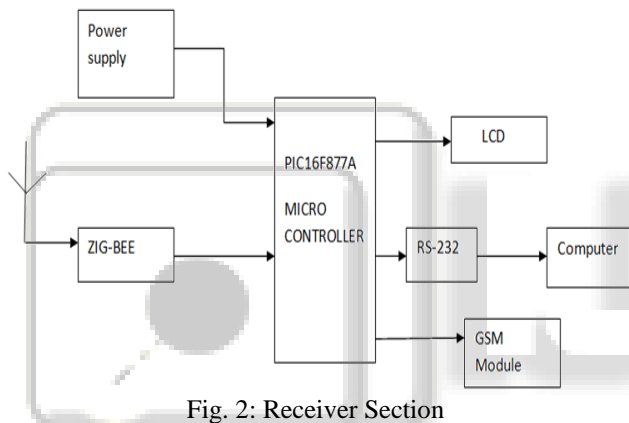 Power
supply
PIC16F877A
MICRO
CONTROLLER
LCD
ZIG-BEE
RS-232
Computer
GSM
Module
Fig. 2: Receiver Section